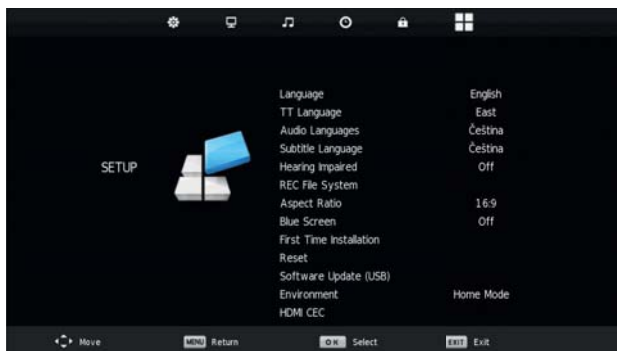 Language English
TT Language East
Audio Languages Čeština
Subtitle Language Čeština
SETUP Hearing Impaired Off
REC File System
Aspect Ratio 16:9
Blue Screen Off
First Time Installation
Reset
Software Update (USB)
Environment Home Mode
HDMI CEC
Move MENU Return OK Select EXIT Exit